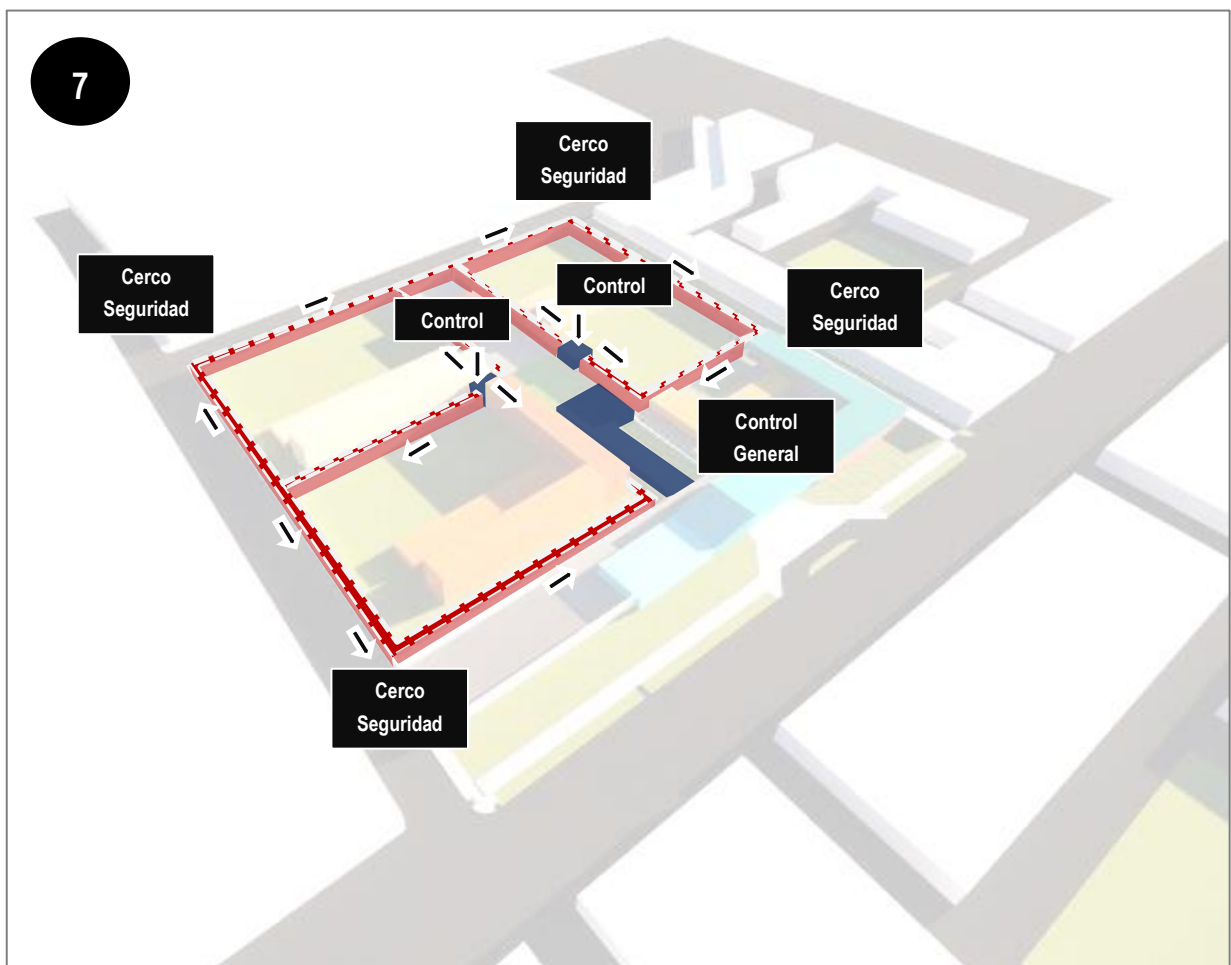 7
Cerco
Seguridad
Cerco
Seguridad
Control
Control
Cerco
Seguridad
Control
General
Cerco
Seguridad